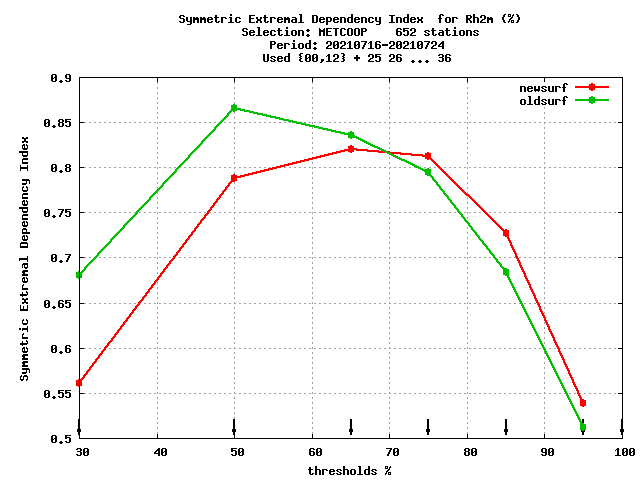 Symmetric Extremal Dependency Index  for Rh2m (%)
Selection: METCOOP    652 stations
Period: 20210716-20210724
Used {00,12} + 25 26 ... 36
newsurf
oldsurf
Symmetric Extremal Dependency Index
0.9
0.85
0.8
0.75
0.7
0.65
0.6
0.55
0.5
30 40 50 60 70 80 90 100
thresholds %